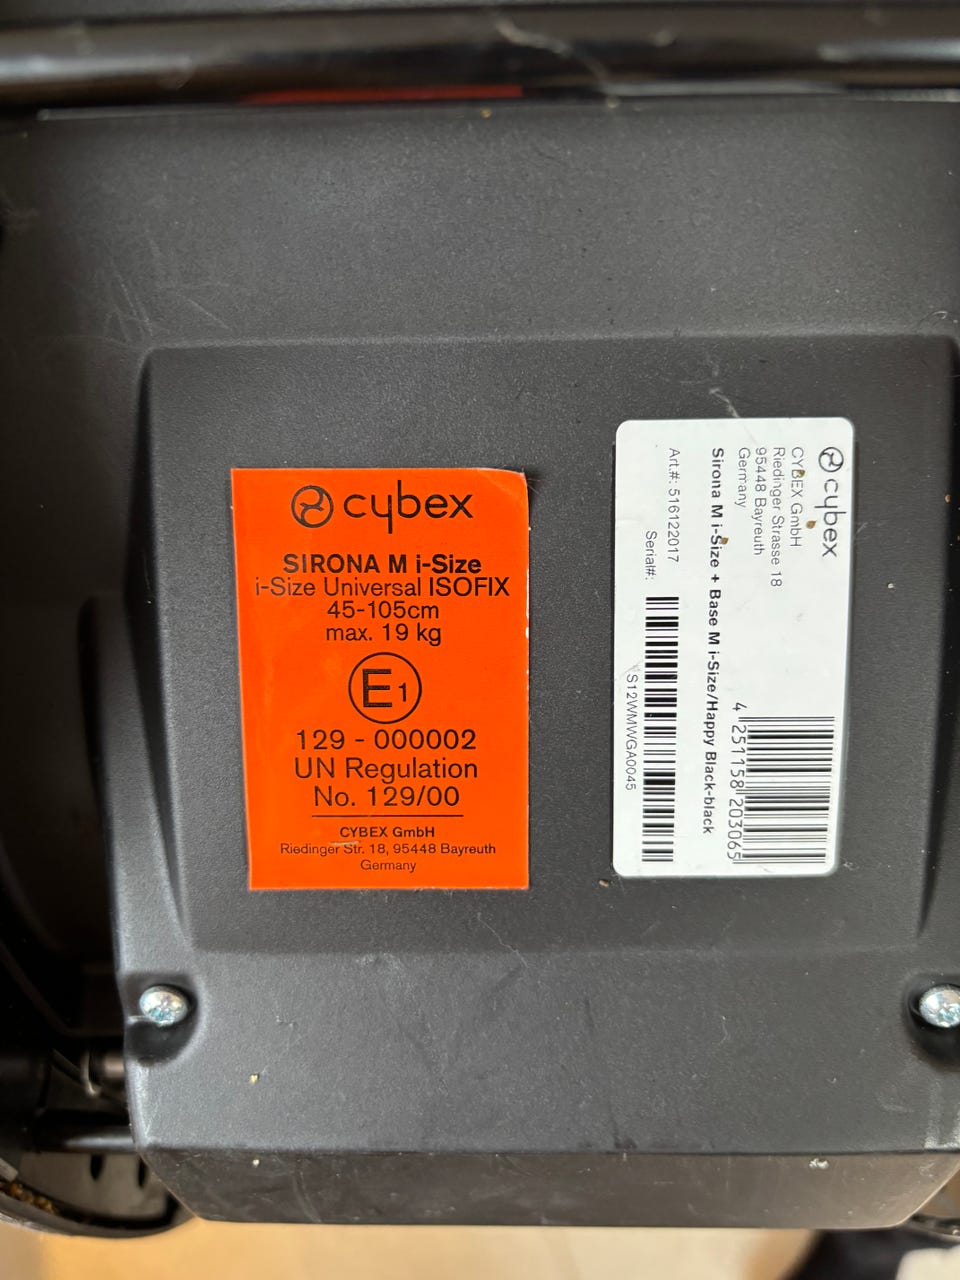 cybex
SIRONA M i-Size
i-Size Universal ISOFIX
45-105cm
max. 19 kg
E1
129 - 000002
UN Regulation
No. 129/00
CYBEX GmbH
Riedinger Str. 18, 95448 Bayreuth
Germany
cybex
CYBEX GmbH
Riedinger Strasse 18
95448 Bayreuth
Germany
Sirona M i-Size + Base M i-Size/Happy Black-black
Art.#: 516122017
Serial#:
S12WMWGA0045
4 251158 203065